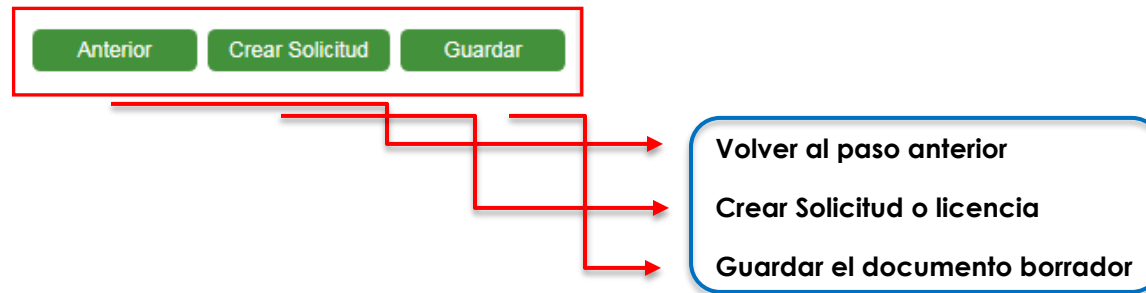 Anterior Crear Solicitud Guardar
Volver al paso anterior
Crear Solicitud o licencia
Guardar el documento borrador